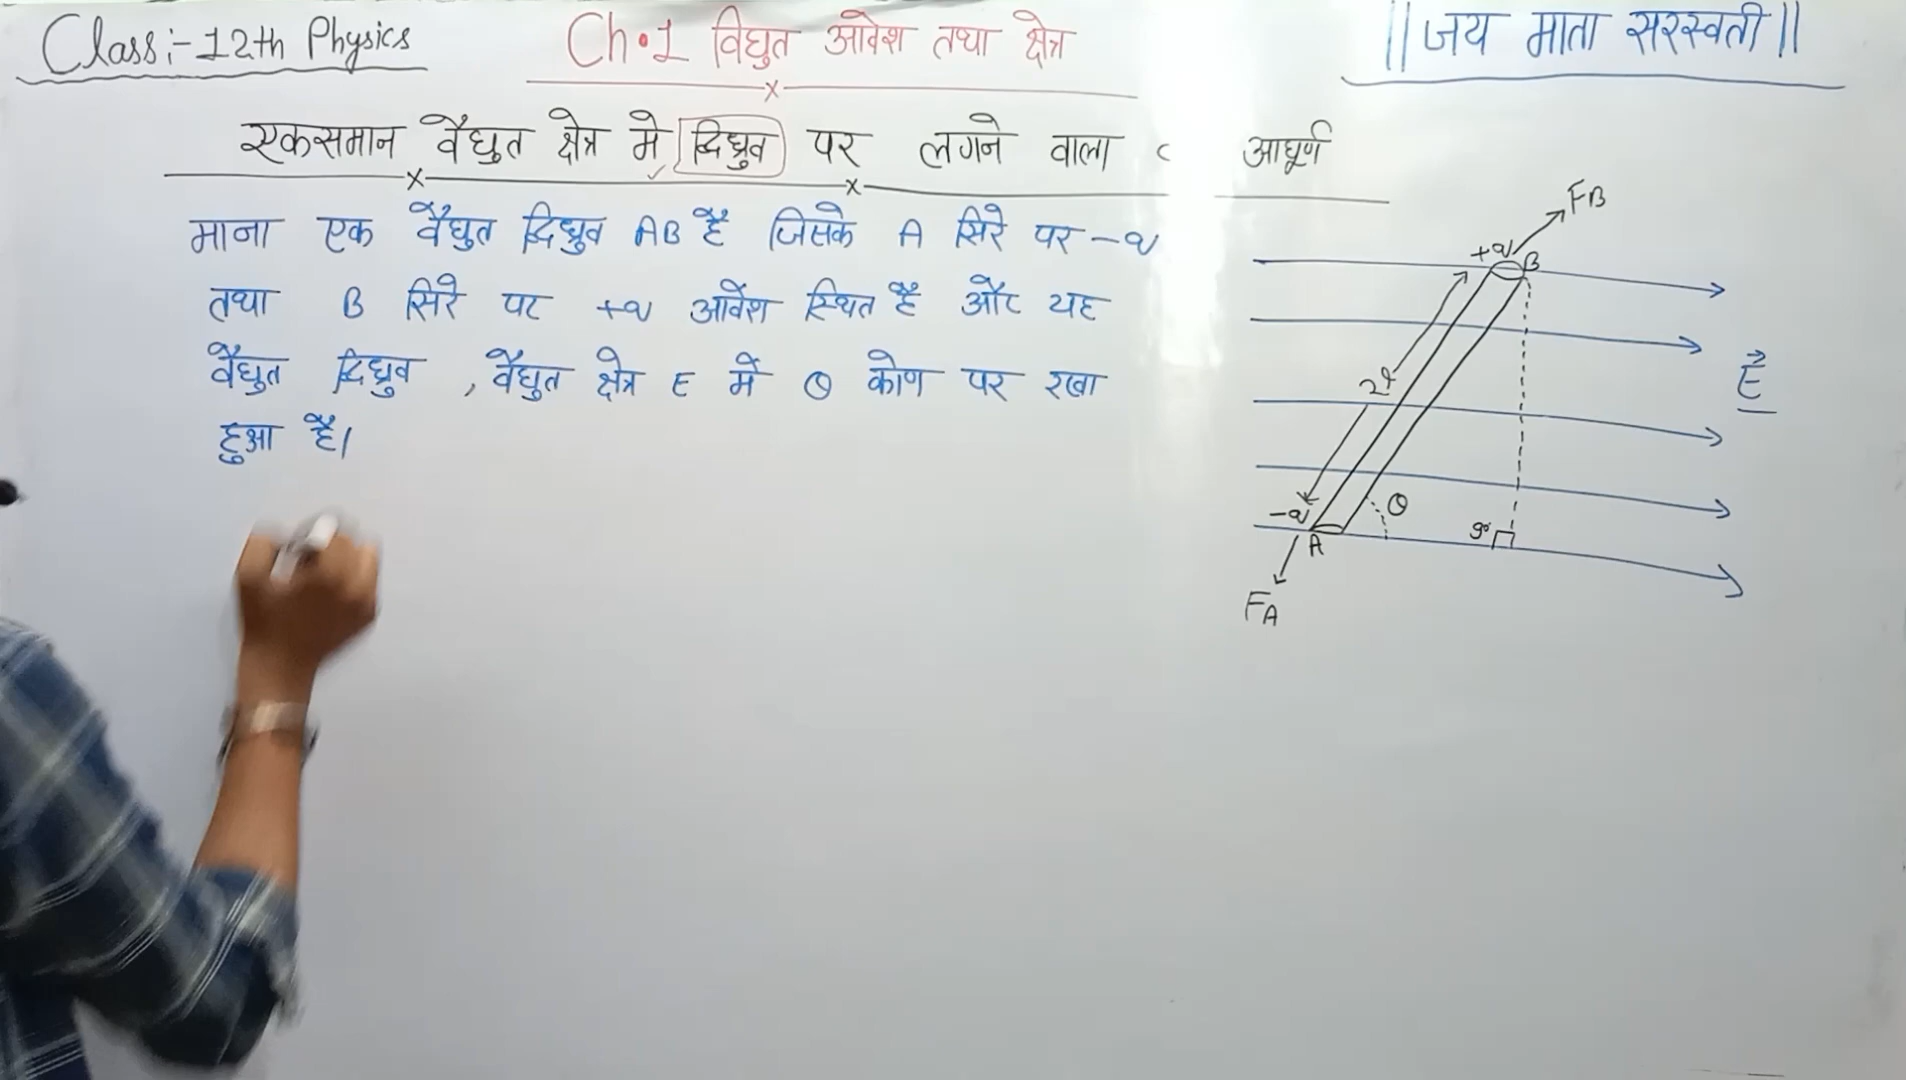 Class:- 12th Physics
Ch.1 विद्युत आवेश तथा क्षेत्र
||जय माता सरस्वती||
एकसमान वैद्युत क्षेत्र मे द्विध्रुव पर लगने वाला आघूर्ण
माना एक वैद्युत द्विध्रुव AB है जिसके A सिरे पर -q
तथा B सिरे पर +q आवेश स्थित है और यह
वैद्युत द्विध्रुव , वैद्युत क्षेत्र E में θ कोण पर रखा
हुआ है।
FB
+q B
E
2l
-q θ 90
A
FA